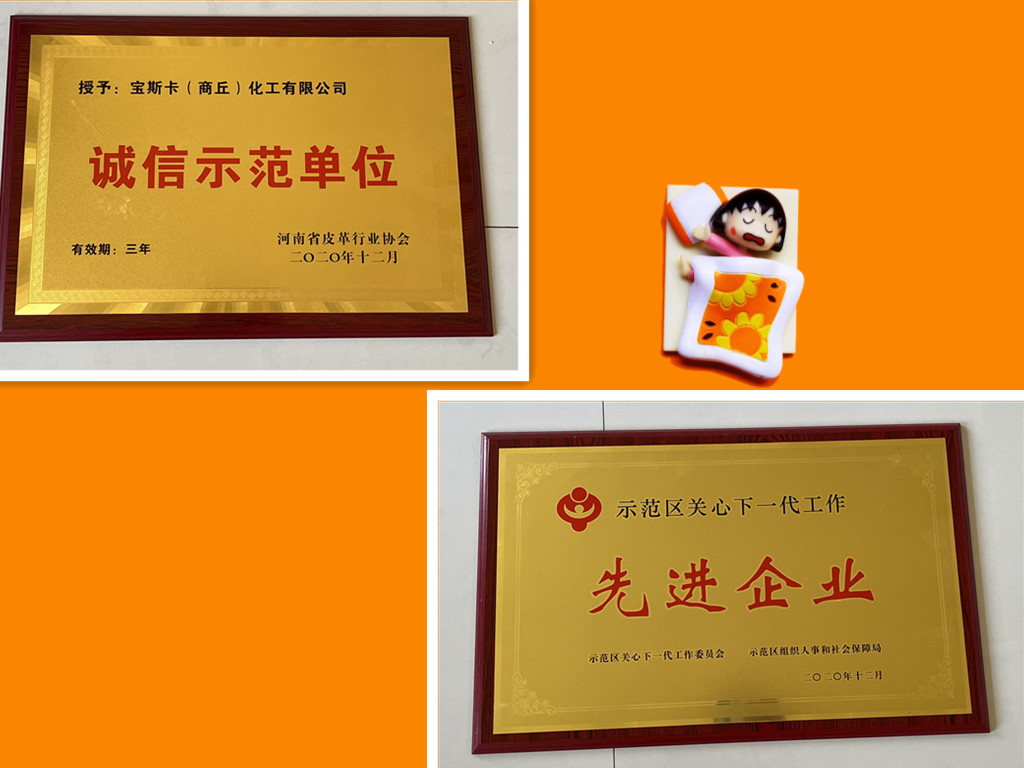 授予：宝斯卡（商丘）化工有限公司
诚信示范单位
有效期：三年
河南省皮革行业协会
二〇二〇年十二月
示范区关心下一代工作
先进企业
示范区关心下一代工作委员会 示范区组织人事和社会保障局
二〇二〇年十二月